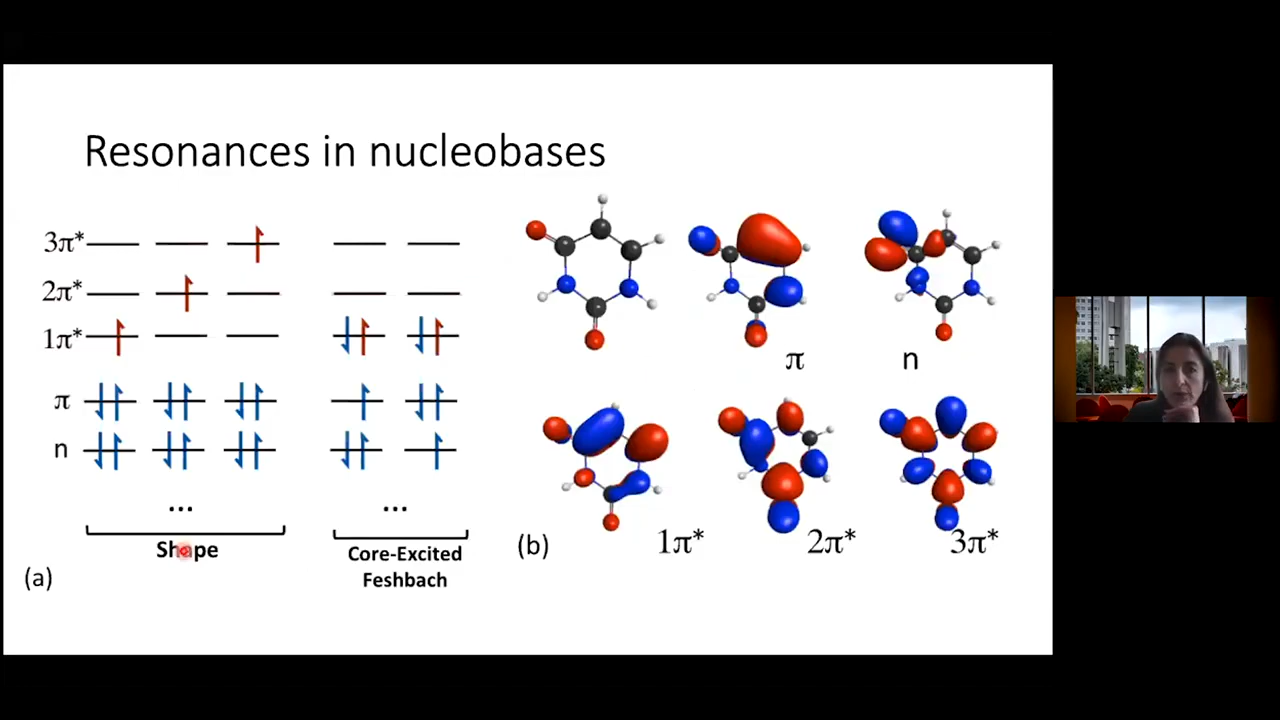 Resonances in nucleobases
3π*
2π*
1π*
π
n
...
...
Shape
Core-Excited
Feshbach
(a)
π
n
(b)
1π*
2π*
3π*